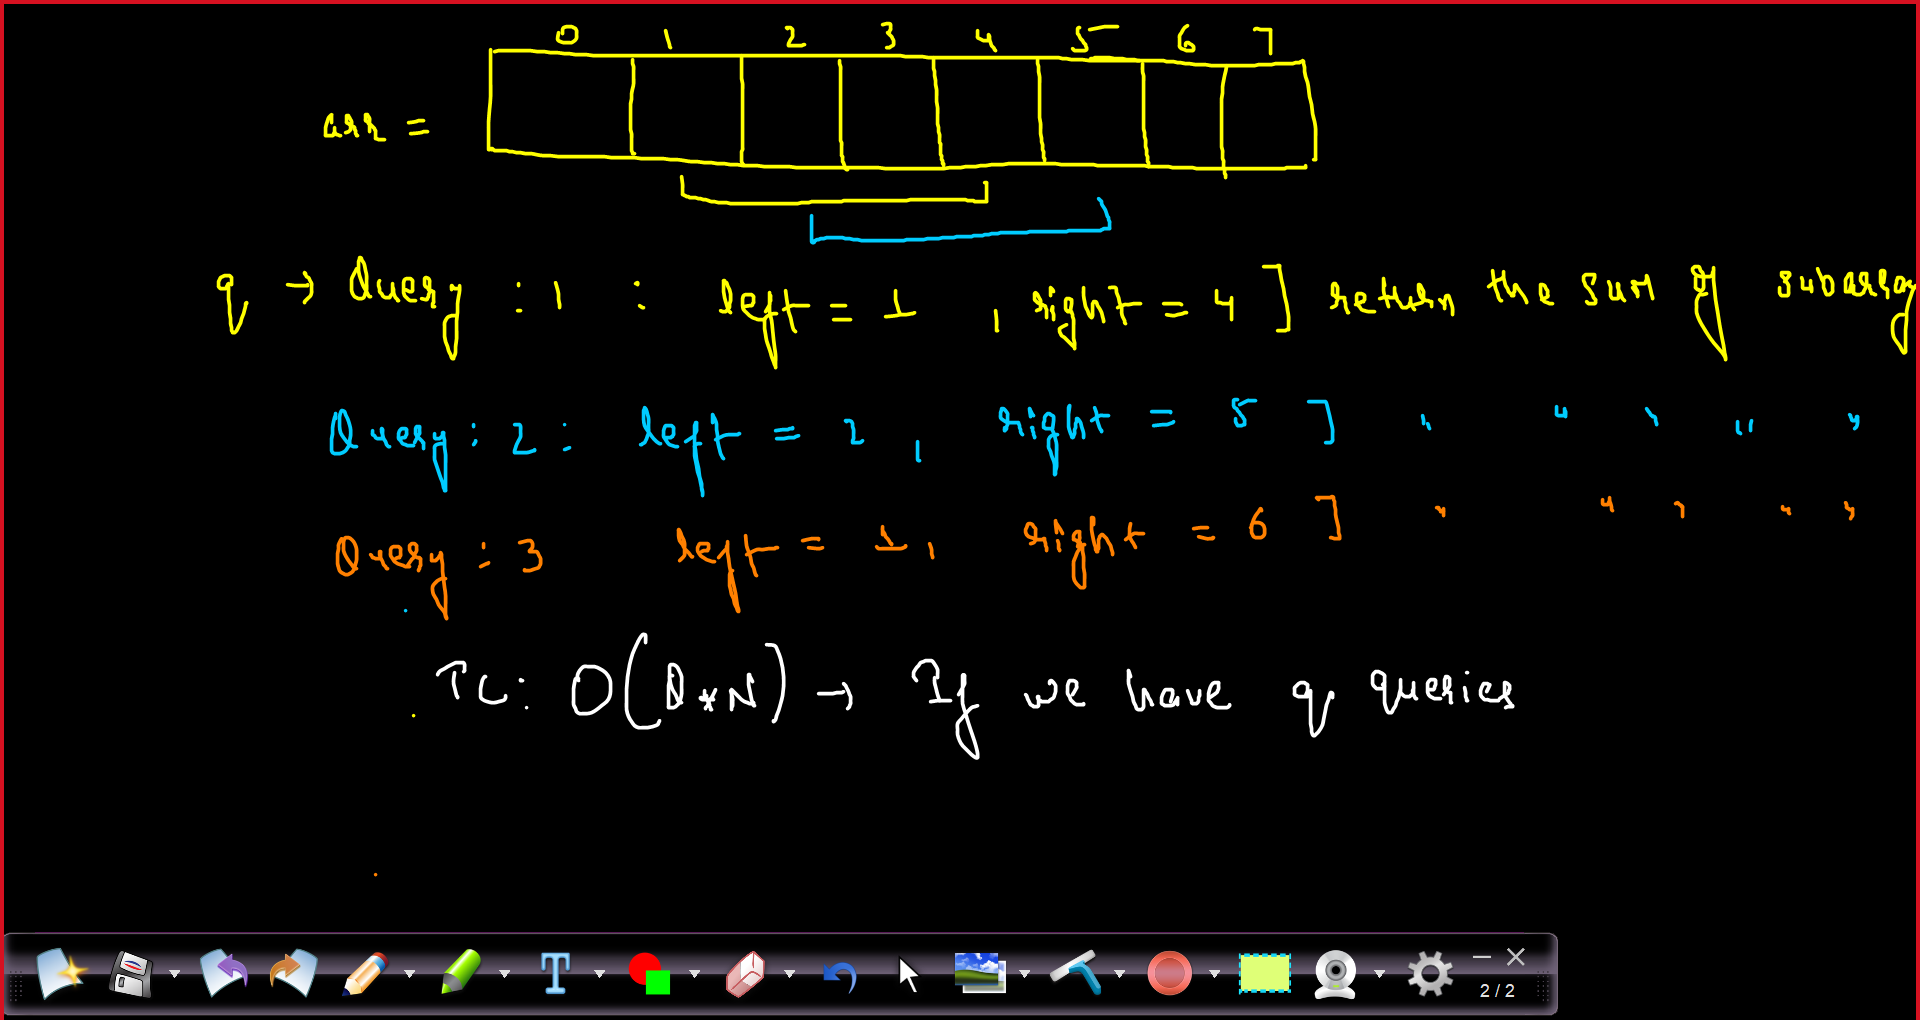 0 1 2 3 4 5 6 7
arr =
q → Query : 1 : left = 1 , right = 4 ] return the sum of subarray
Query : 2 : left = 2 , right = 5 ] " " " " "
Query : 3 left = 1 , right = 6 ] " " " " "
TC : O(Q*N) → If we have q queries
T
2 / 2